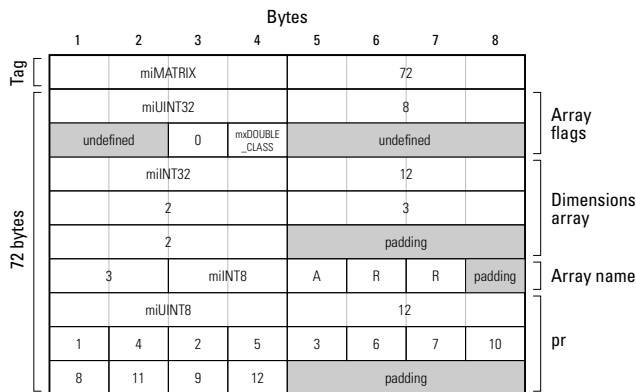 Bytes
1 2 3 4 5 6 7 8
Tag
miMATRIX 72
miUINT32 8
undefined 0 mxDOUBLE
_CLASS undefined
Array
flags
miINT32 12
2 3
2 padding
Dimensions
array
72 bytes
3 miINT8 A R R padding
Array name
miUINT8 12
1 4 2 5 3 6 7 10
pr
8 11 9 12 padding